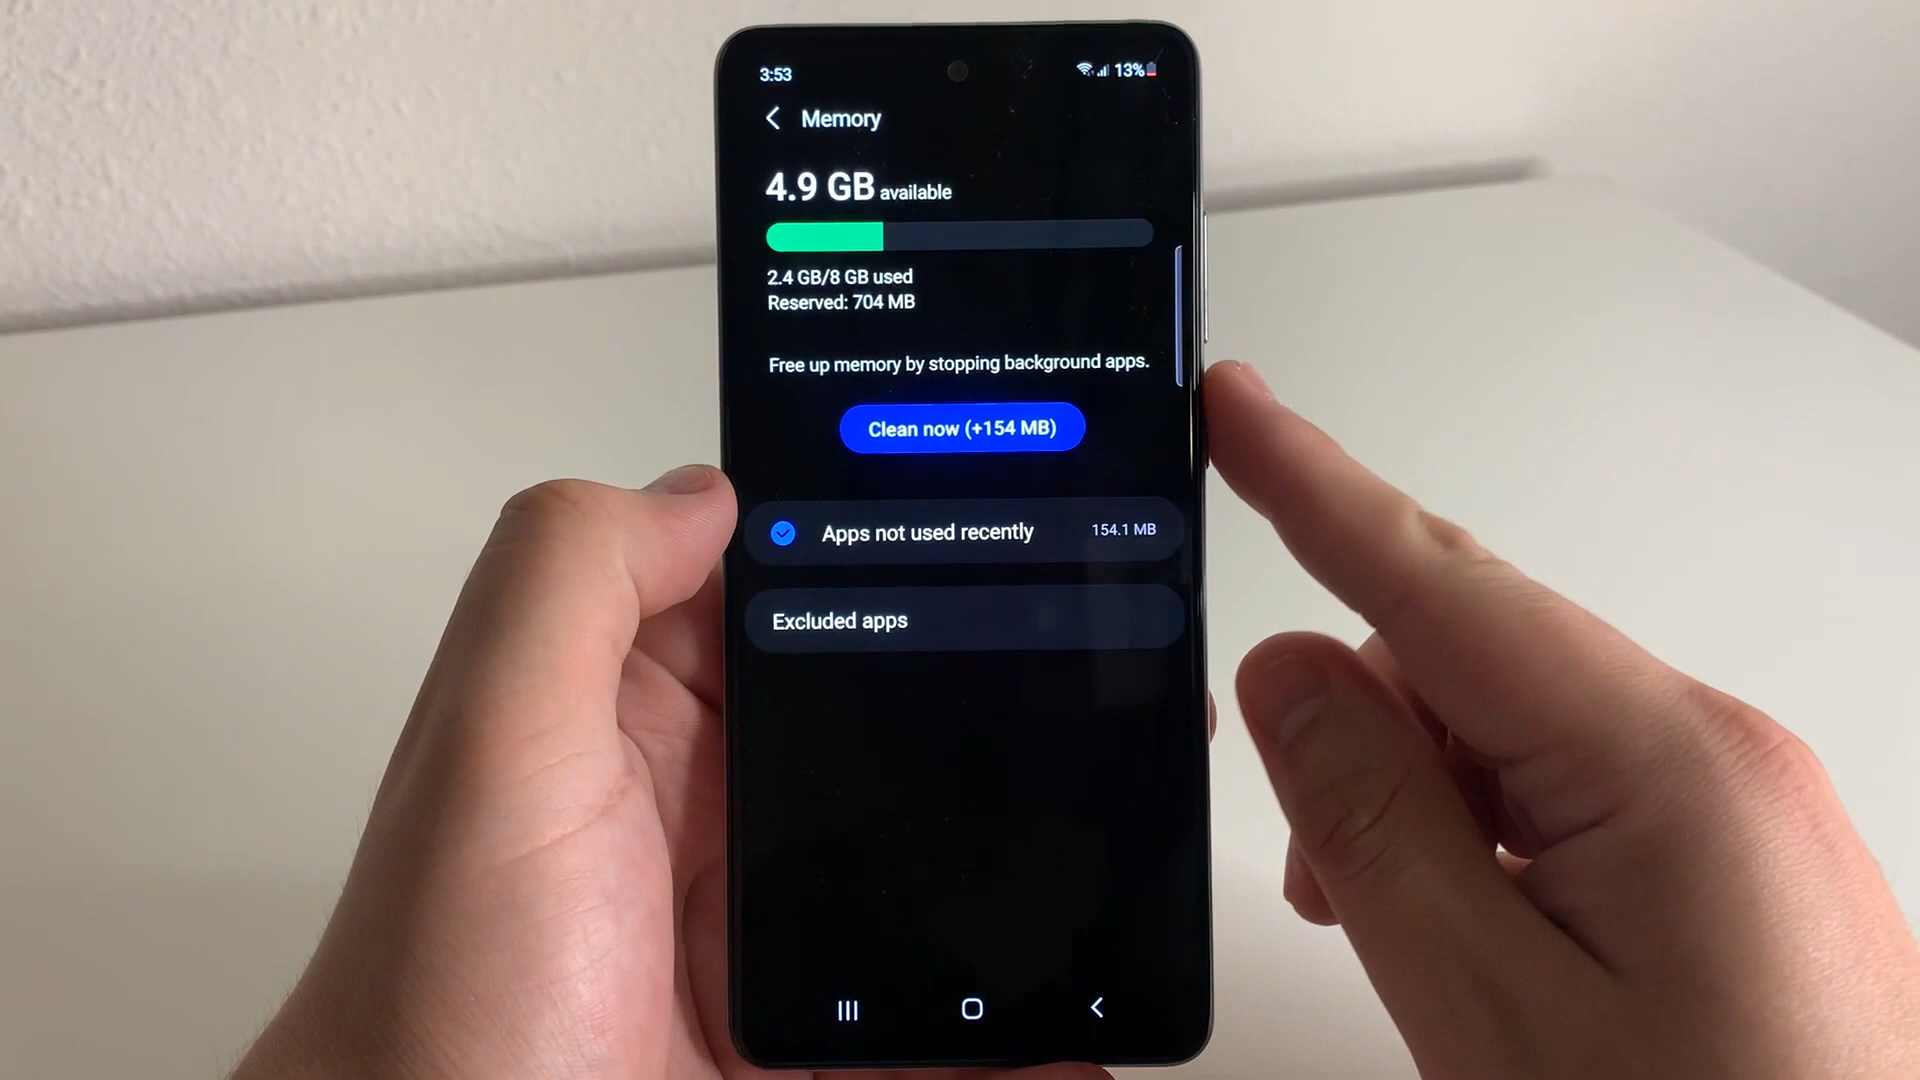 3:53
13%
Memory
4.9 GB available
2.4 GB/8 GB used
Reserved: 704 MB
Free up memory by stopping background apps.
Clean now (+154 MB)
Apps not used recently
154.1 MB
Excluded apps